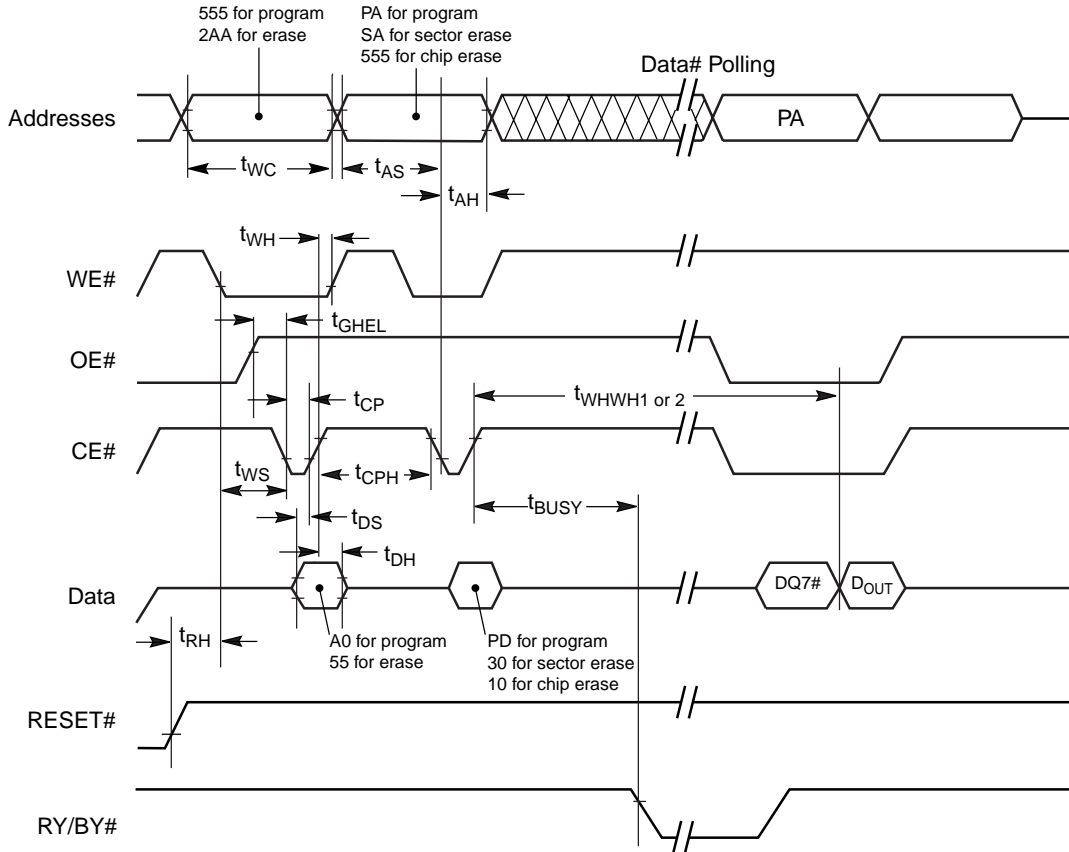 555 for program
2AA for erase
PA for program
SA for sector erase
555 for chip erase
Data# Polling
Addresses
PA
tWC
tAS
tAH
tWH
WE#
tGHEL
OE#
tWHWH1 or 2
tCP
CE#
tWS
tCPH
tBUSY
tDS
tDH
Data
DQ7#
DOUT
tRH
A0 for program
55 for erase
PD for program
30 for sector erase
10 for chip erase
RESET#
RY/BY#